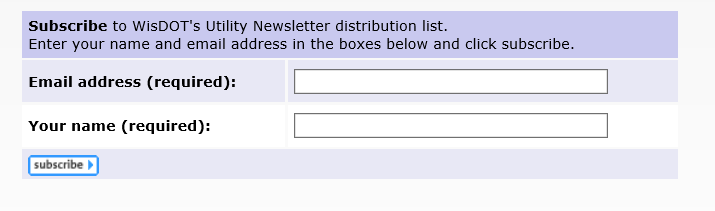 Subscribe to WisDOT's Utility Newsletter distribution list.
Enter your name and email address in the boxes below and click subscribe.
Email address (required):
Your name (required):
subscribe